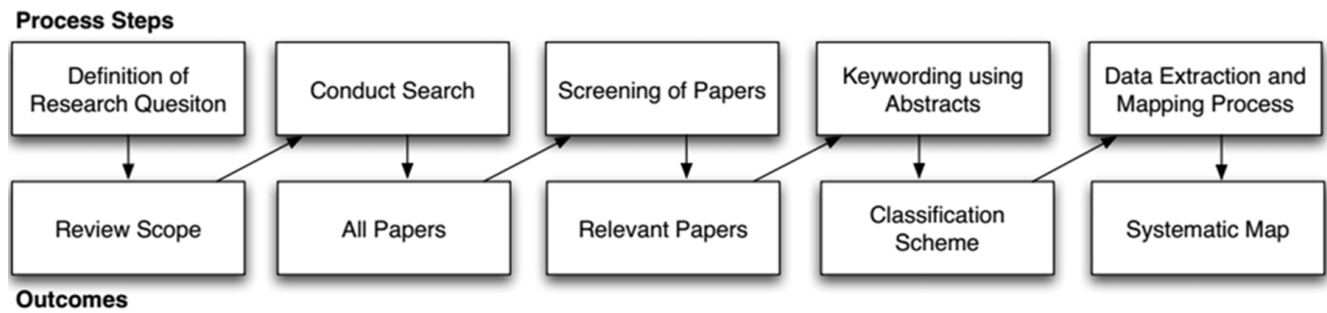 Process Steps
Definition of
Research Quesiton
Conduct Search
Screening of Papers
Keywording using
Abstracts
Data Extraction and
Mapping Process
Review Scope
All Papers
Relevant Papers
Classification
Scheme
Systematic Map
Outcomes